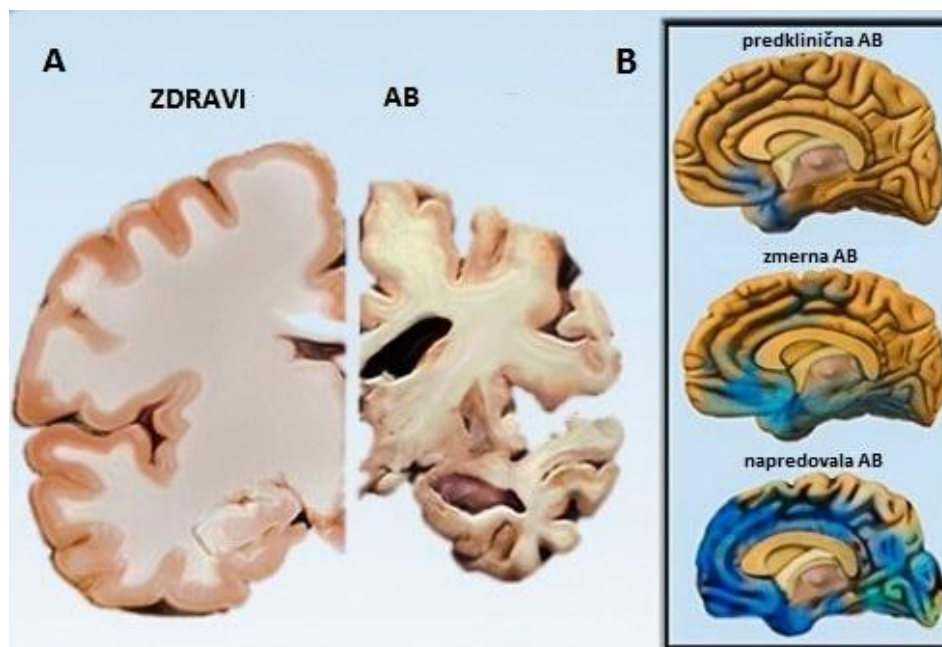 A
ZDRAVI
AB
B
predklinična AB
zmerna AB
napredovala AB